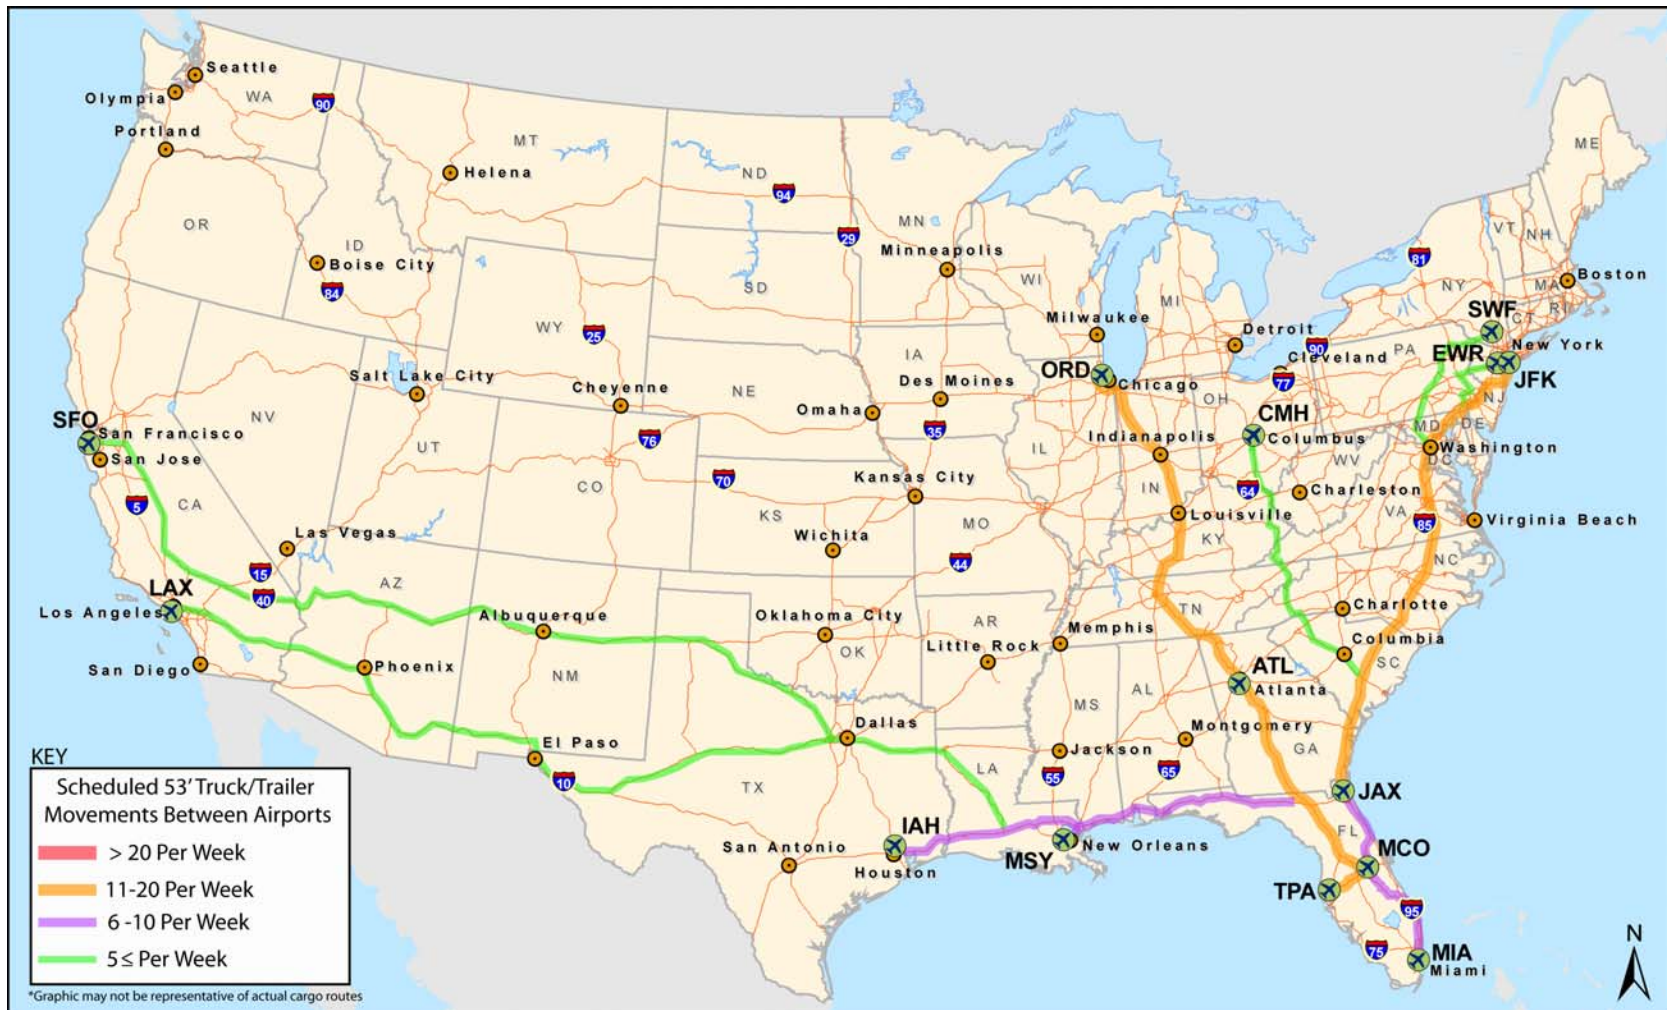 Seattle
Olympia
WA
90
Portland
MT
Helena
ND
94
ME
OR
ID
Boise City
84
MN
29
Minneapolis
VT
NH
81
Boston
WI
MI
NY
MA
SD
WY
25
Milwaukee
Detroit
SWF
CT
RI
IA
90
PA
Cleveland
EWR
New York
ORD
Chicago
77
JFK
Salt Lake City
Cheyenne
NE
Des Moines
OH
NJ
SFO
San Francisco
San Jose
NV
Omaha
CMH
Columbus
MD
DE
UT
76
35
IL
Indianapolis
WV
Washington
DC
5
CA
CO
70
Kansas City
IN
64
Charleston
KS
MO
Louisville
VA
85
Virginia Beach
Las Vegas
Wichita
KY
15
AZ
44
NC
LAX
Los Angeles
40
Albuquerque
Oklahoma City
AR
TN
Charlotte
San Diego
Phoenix
NM
OK
Little Rock
Memphis
Columbia
SC
ATL
Atlanta
MS
AL
El Paso
Dallas
Jackson
Montgomery
GA
10
TX
LA
55
65
JAX
IAH
FL
San Antonio
Houston
MSY
New Orleans
MCO
TPA
95
75
MIA
Miami
N
KEY
Scheduled 53' Truck/Trailer
Movements Between Airports
> 20 Per Week
11-20 Per Week
6 -10 Per Week
5≤ Per Week
*Graphic may not be representative of actual cargo routes